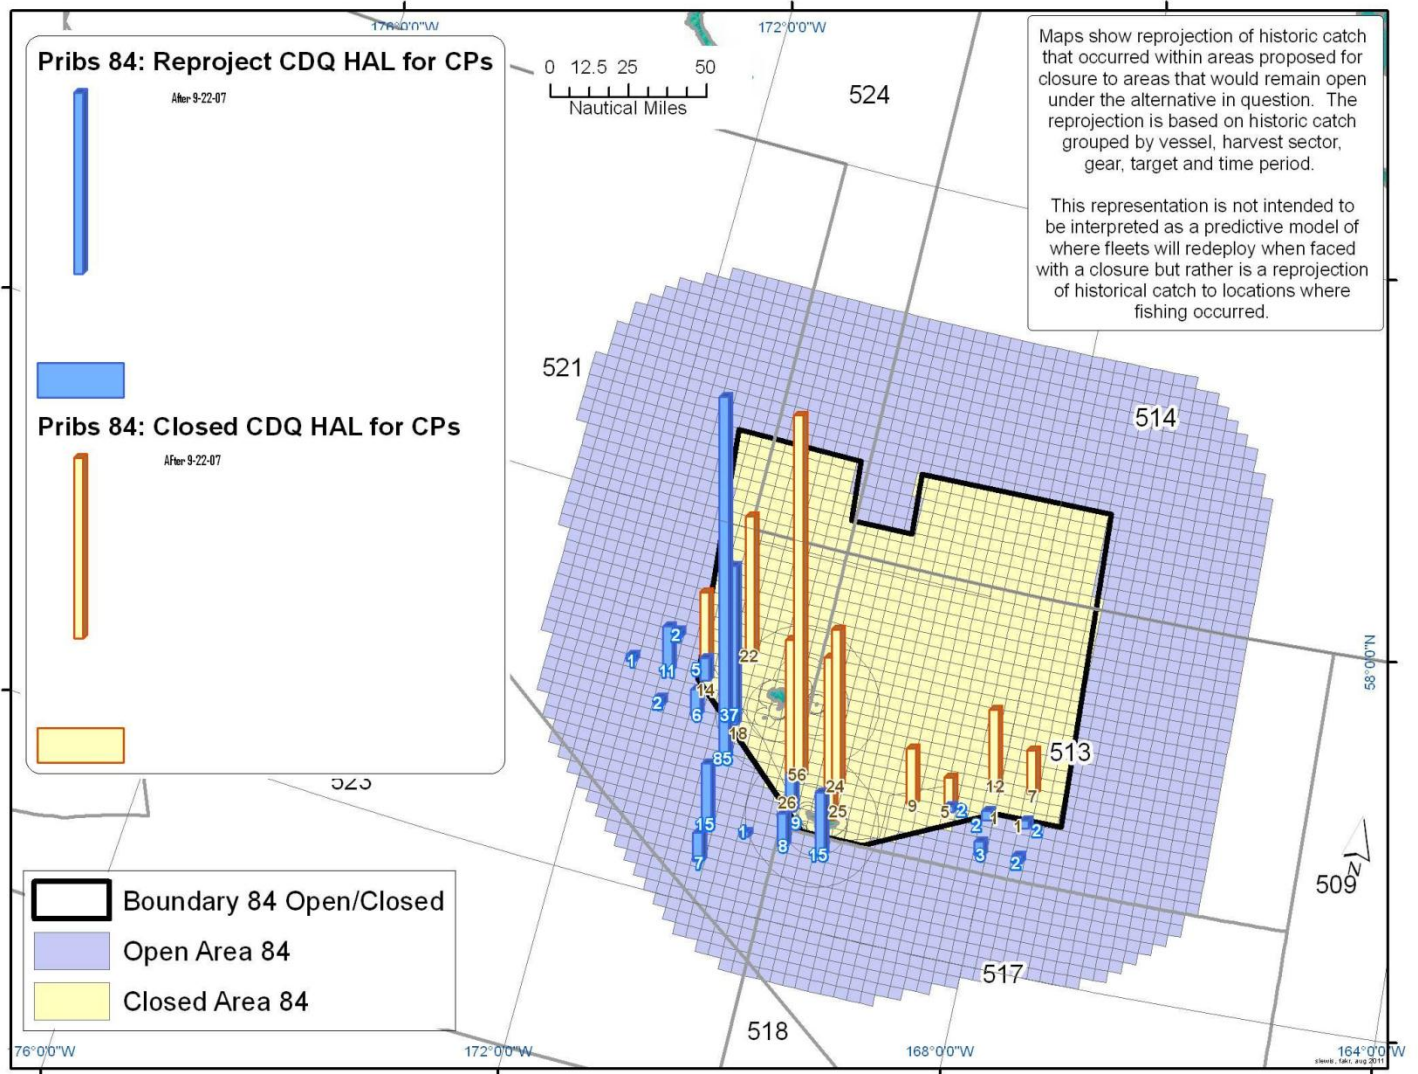 176°0'0"W
172°0'0"W
Pribs 84: Reproject CDQ HAL for CPs
After 9-22-07
Pribs 84: Closed CDQ HAL for CPs
After 9-22-07
0 12.5 25 50
Nautical Miles
Maps show reprojection of historic catch
that occurred within areas proposed for
closure to areas that would remain open
under the alternative in question. The
reprojection is based on historic catch
grouped by vessel, harvest sector,
gear, target and time period.
This representation is not intended to
be interpreted as a predictive model of
where fleets will redeploy when faced
with a closure but rather is a reprojection
of historical catch to locations where
fishing occurred.
524
521
514
2
1
11
5
22
14
2
6
37
18
58°0'0"N
513
85
56
24
12
7
523
26
25
9
5
2
1
1
2
2
15
1
9
8
15
3
2
7
N
509
Boundary 84 Open/Closed
Open Area 84
Closed Area 84
517
518
76°0'0"W
172°0'0"W
168°0'0"W
164°0'0"W
slewis, fakr, aug 2011